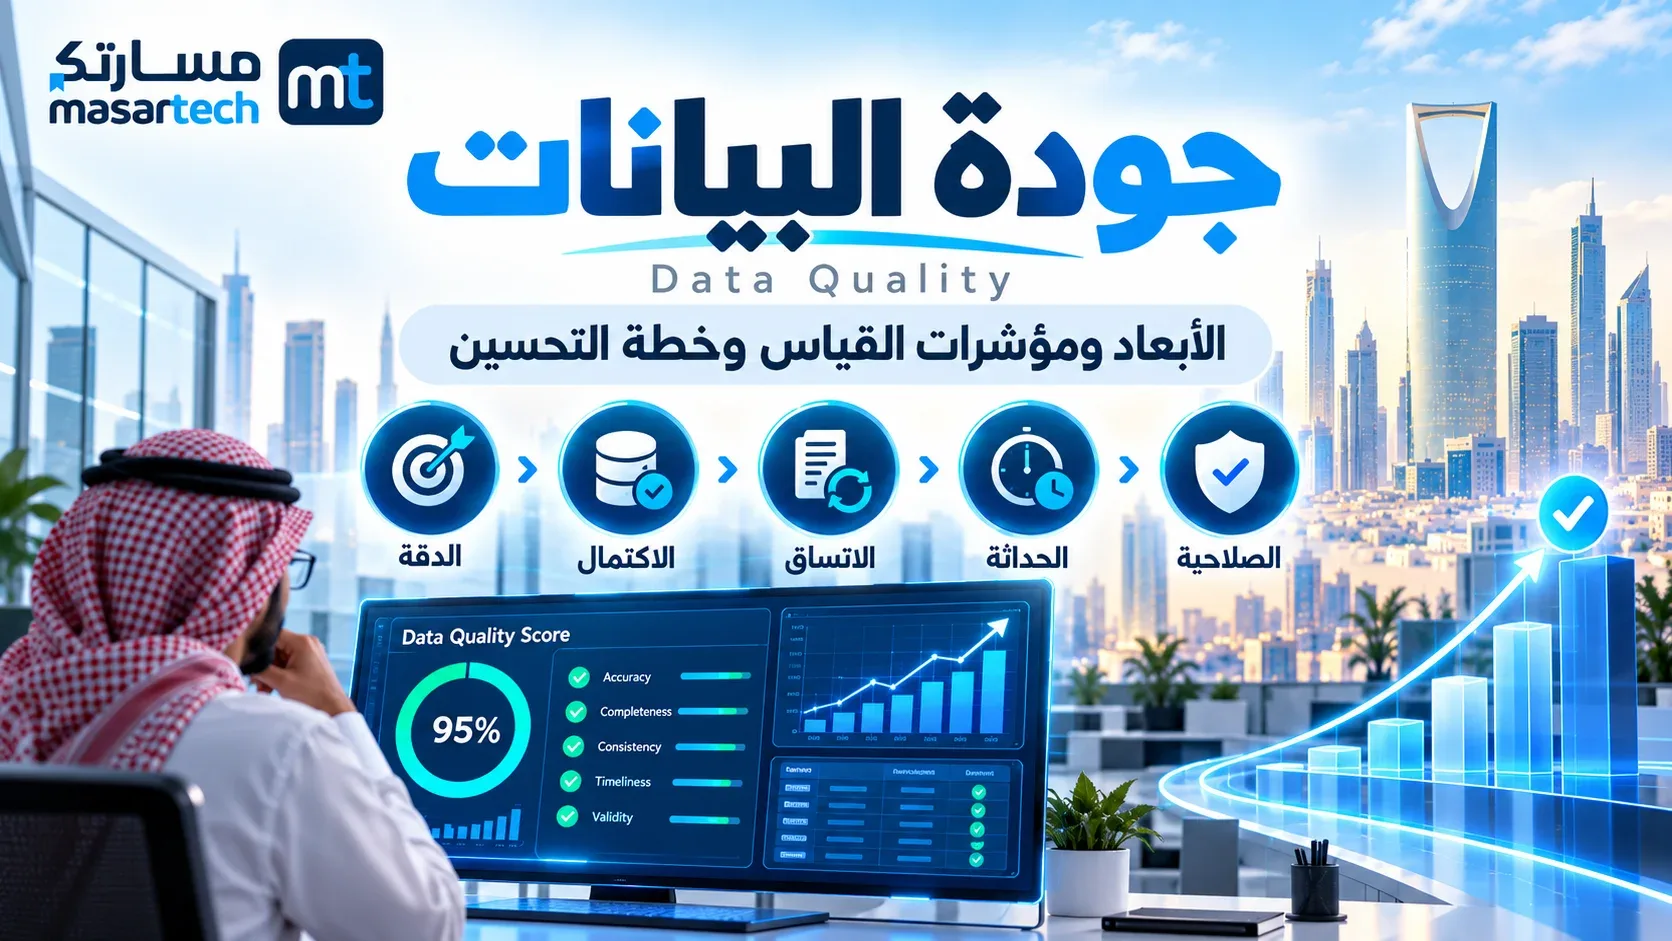 مسارتك
masartech
mt
جودة البيانات
Data Quality
الأبعاد ومؤشرات القياس وخطة التحسين
الدقة
الاكتمال
الاتساق
الحداثة
الصلاحية
Data Quality Score
95%
Accuracy
Completeness
Consistency
Timeliness
Validity